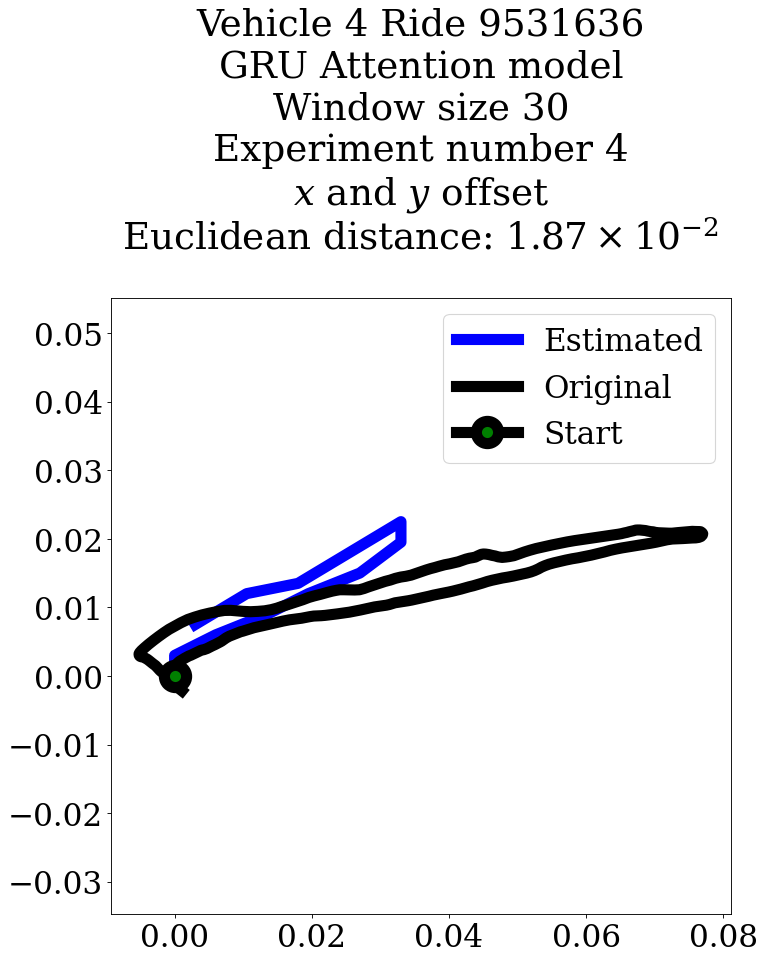 Vehicle 4 Ride 9531636
GRU Attention model
Window size 30
Experiment number 4
x and y offset
Euclidean distance: 1.87 × 10⁻²
Estimated
Original
Start
0.05
0.04
0.03
0.02
0.01
0.00
−0.01
−0.02
−0.03
0.00 0.02 0.04 0.06 0.08